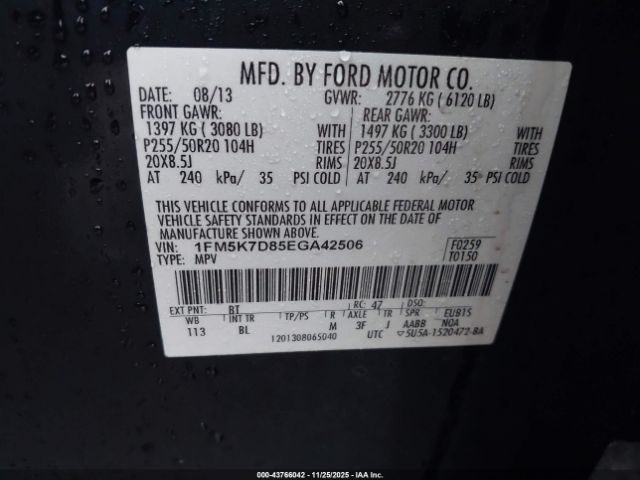 MFD. BY FORD MOTOR CO.
DATE: 08/13 GVWR: 2776 KG ( 6120 LB)
FRONT GAWR: REAR GAWR:
1397 KG ( 3080 LB) WITH 1497 KG ( 3300 LB) WITH
P255/50R20 104H TIRES P255/50R20 104H TIRES
20X8.5J RIMS 20X8.5J RIMS
AT 240 kPa/ 35 PSI COLD AT 240 kPa/ 35 PSI COLD
THIS VEHICLE CONFORMS TO ALL APPLICABLE FEDERAL MOTOR
VEHICLE SAFETY STANDARDS IN EFFECT ON THE DATE OF
MANUFACTURE SHOWN ABOVE.
VIN: 1FM5K7D85EGA42506 F0259
TYPE: MPV T0150
EXT PNT: BT RC: 47 DSO:
WB INT TR TP/PS R AXLE TR SPR EUB15
113 BL M 3F J AABB NOA
1201308065040 UTC ▽5U5A-1520472-BA
000-43766042 - 11/25/2025 - IAA Inc.